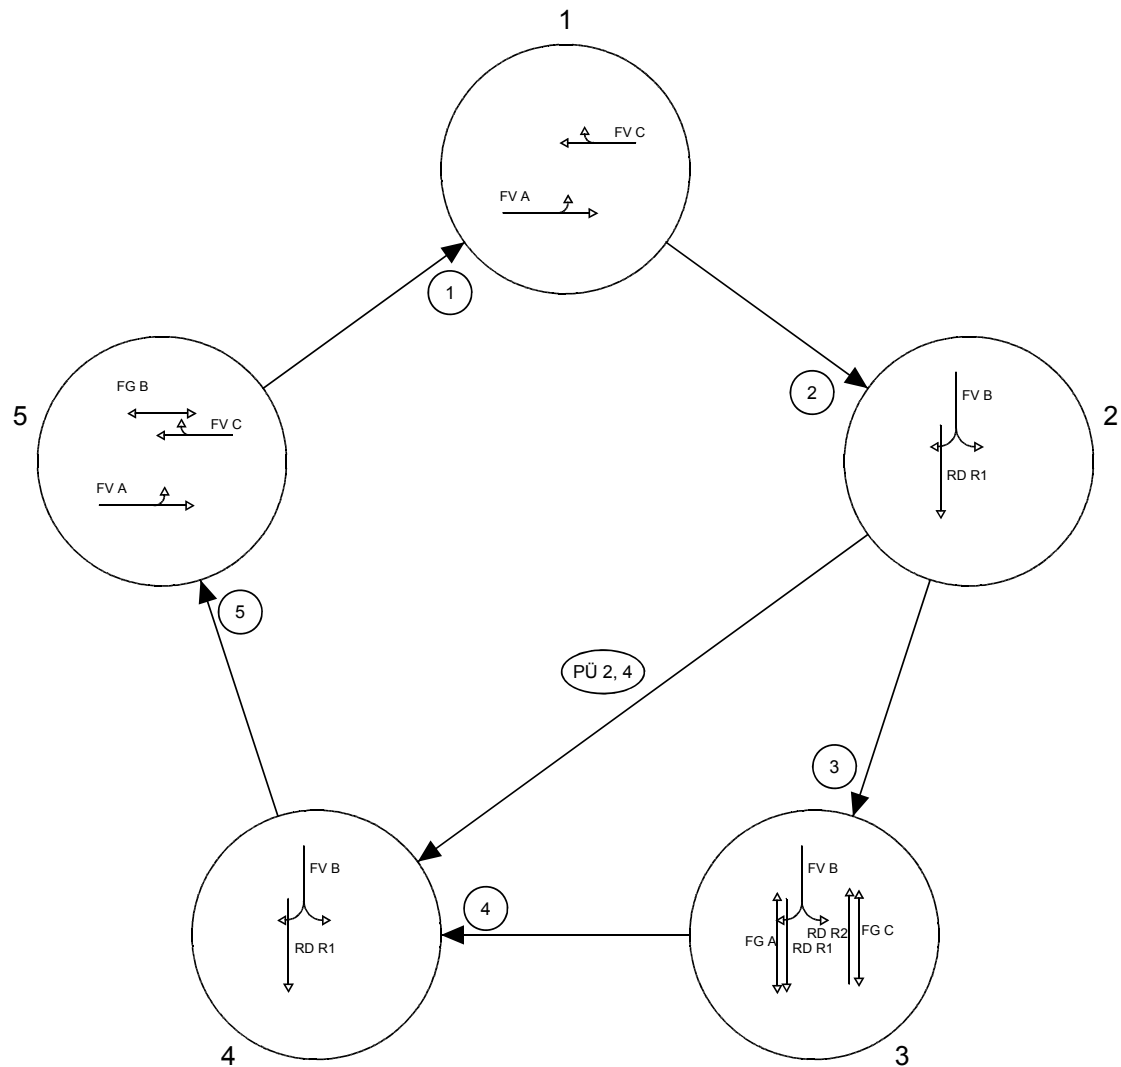 1
FV C
FV A
1
2
FG B
FV C
FV A
5
FV B
RD R1
2
5
PÜ 2, 4
3
4
FV B
RD R1
4
FV B
RD R2
FG A
RD R1
FG C
3